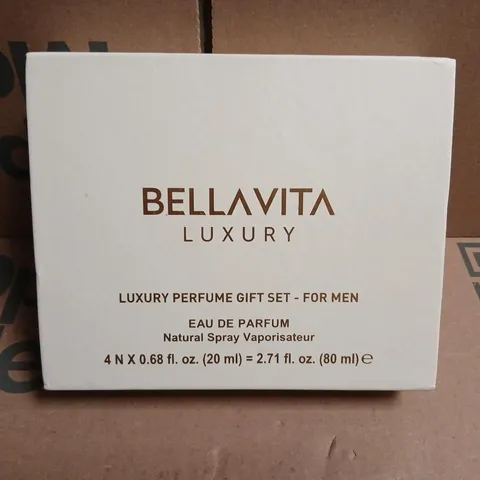 BELLAVITA
LUXURY
LUXURY PERFUME GIFT SET - FOR MEN
EAU DE PARFUM
Natural Spray Vaporisateur
4 N X 0.68 fl. oz. (20 ml) = 2.71 fl. oz. (80 ml) ℮